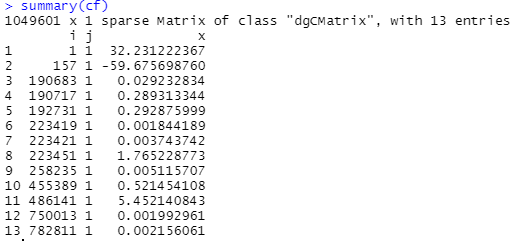 > summary(cf)
1049601 x 1 sparse Matrix of class "dgCMatrix", with 13 entries
i j x
1 1 1 32.231222367
2 157 1 -59.675698760
3 190683 1 0.029232834
4 190717 1 0.289313344
5 192731 1 0.292875999
6 223419 1 0.001844189
7 223421 1 0.003743742
8 223451 1 1.765228773
9 258235 1 0.005115707
10 455389 1 0.521454108
11 486141 1 5.452140843
12 750013 1 0.001992961
13 782811 1 0.002156061